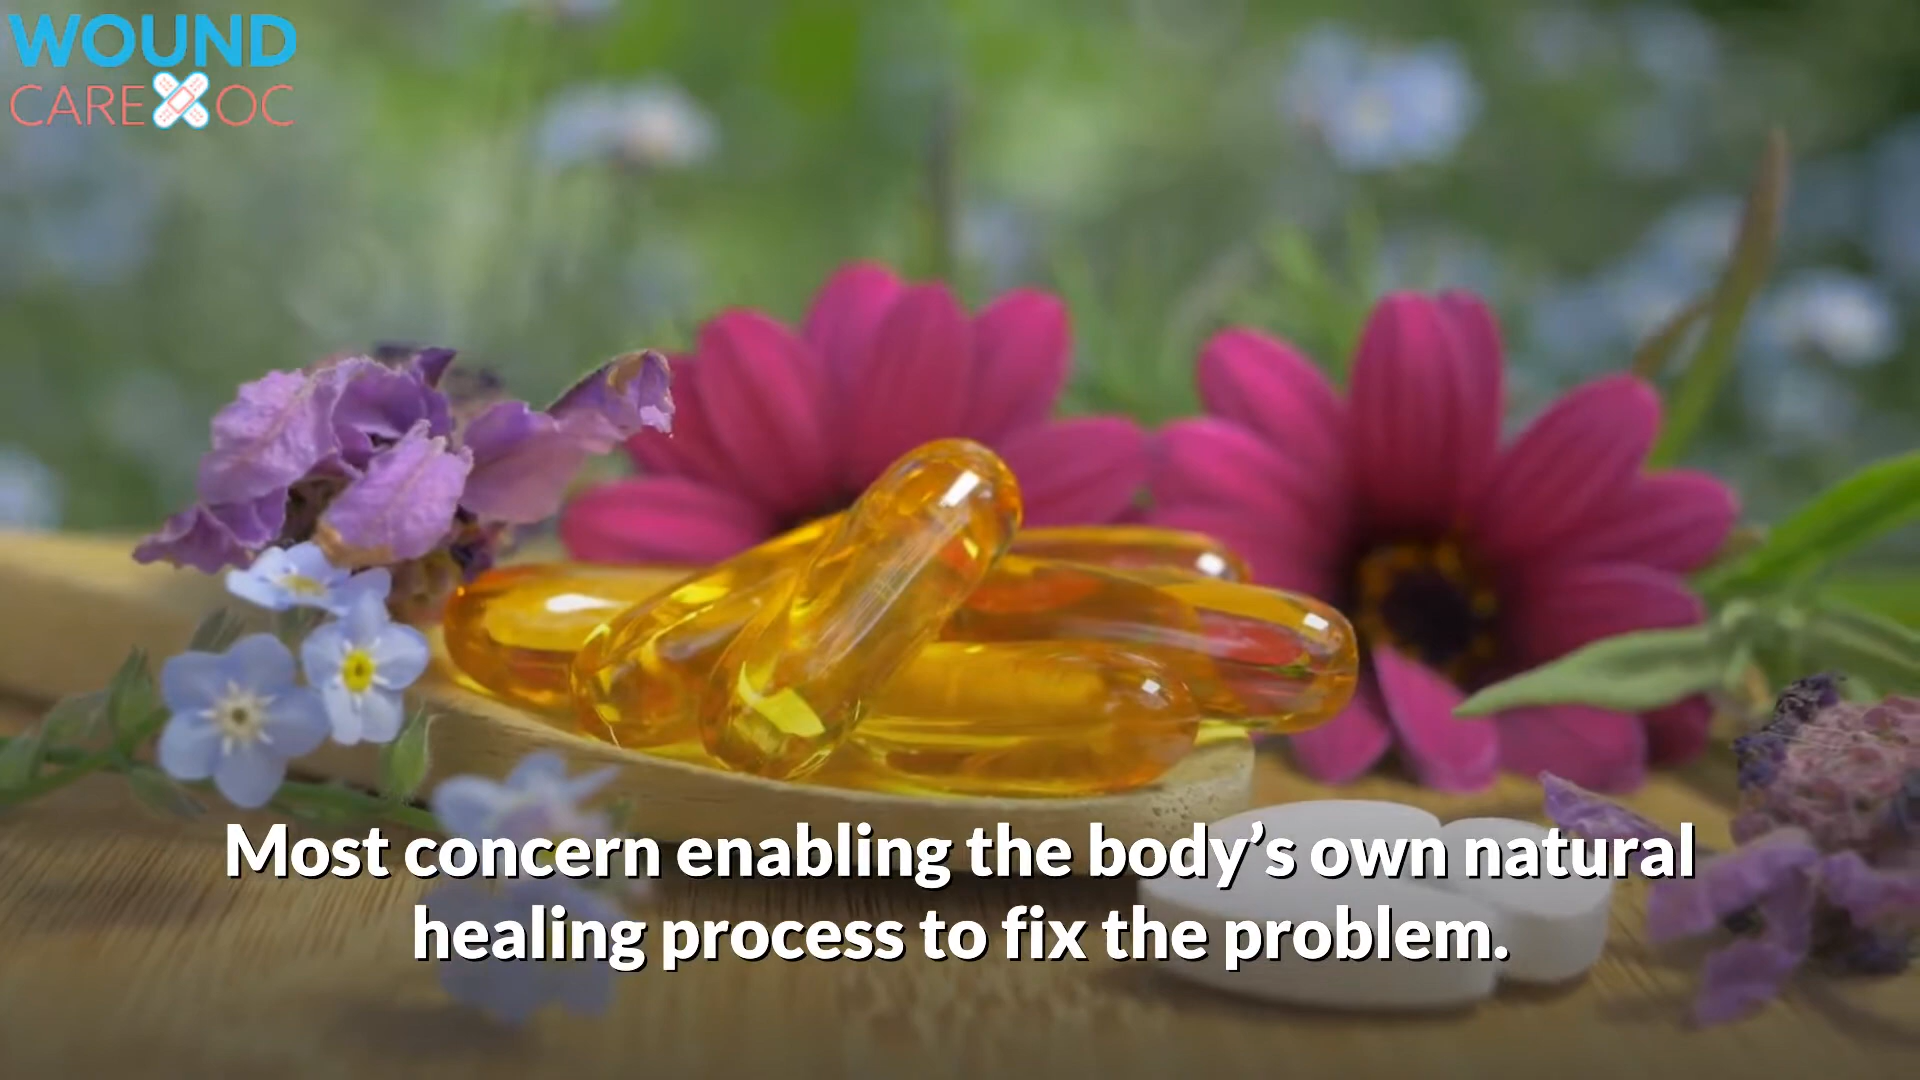 WOUND
CARE OC
Most concern enabling the body’s own natural
healing process to fix the problem.